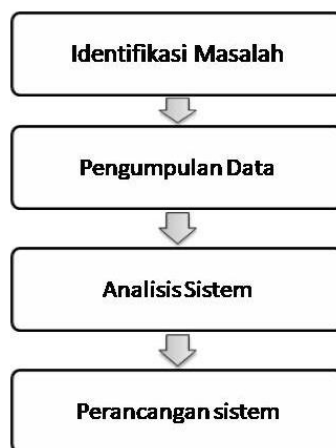 Identifikasi Masalah
Pengumpulan Data
Analisis Sistem
Perancangan sistem